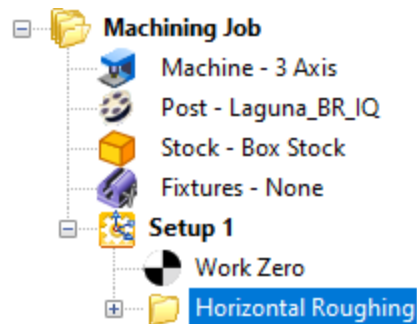 Machining Job
Machine - 3 Axis
Post - Laguna_BR_IQ
Stock - Box Stock
Fixtures - None
Setup 1
Work Zero
Horizontal Roughing